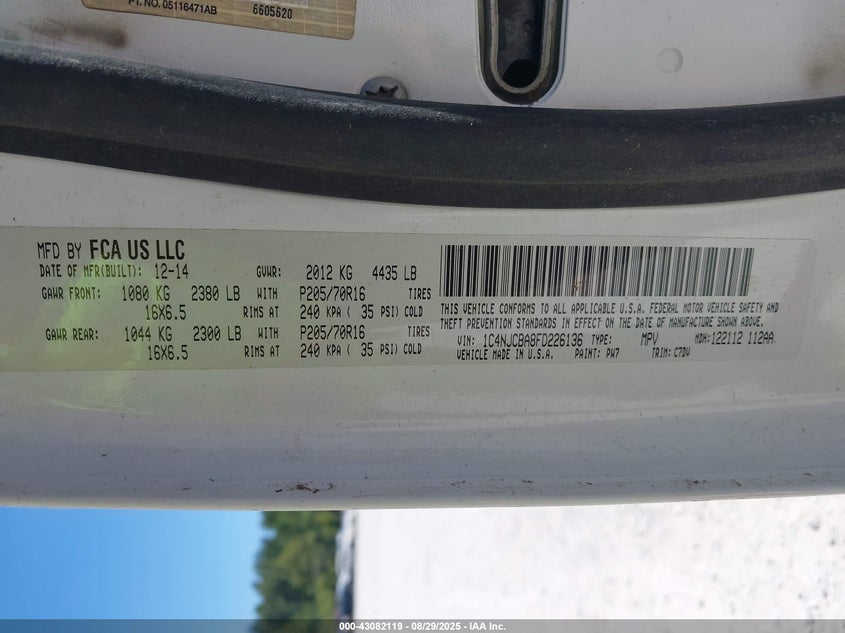 PT. NO. 05116471AB 6605620
MFD BY FCA US LLC
DATE OF MFR(BUILT): 12-14 GVWR: 2012 KG 4435 LB
GAWR FRONT: 1080 KG 2380 LB WITH P205/70R16 TIRES
16X6.5 RIMS AT 240 KPA ( 35 PSI) COLD
GAWR REAR: 1044 KG 2300 LB WITH P205/70R16 TIRES
16X6.5 RIMS AT 240 KPA ( 35 PSI) COLD
THIS VEHICLE CONFORMS TO ALL APPLICABLE U.S.A. FEDERAL MOTOR VEHICLE SAFETY AND
THEFT PREVENTION STANDARDS IN EFFECT ON THE DATE OF MANUFACTURE SHOWN ABOVE.
VIN: 1C4NJCBA8FD226136 TYPE: MPV MDH:122112 112AA
VEHICLE MADE IN U.S.A. PAINT: PW7 TRIM: C7DV
000-43082119 - 08/29/2025 - IAA Inc.